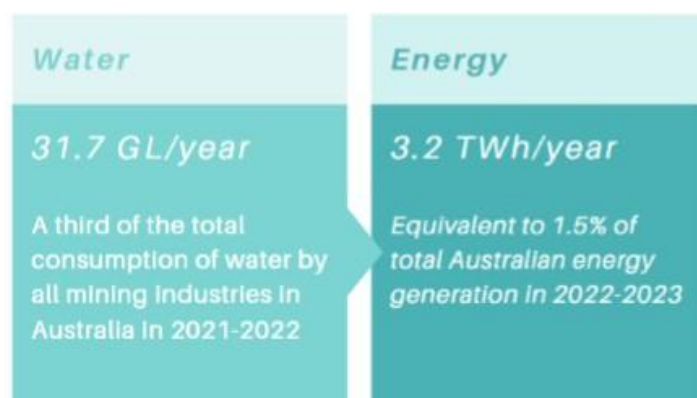 Water
31.7 GL/year
A third of the total
consumption of water by
all mining industries in
Australia in 2021-2022
Energy
3.2 TWh/year
Equivalent to 1.5% of
total Australian energy
generation in 2022-2023